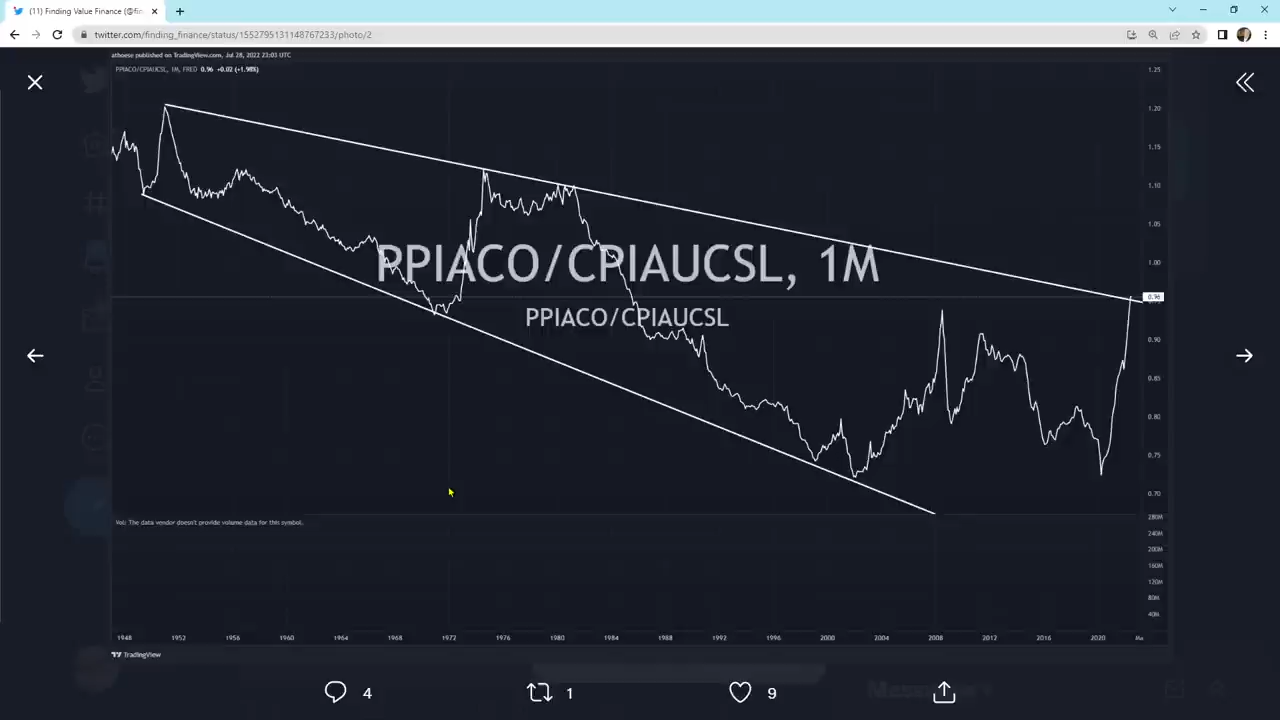 (11) Finding Value Finance (@fin
twitter.com/finding_finance/status/1552795131148767233/photo/2
athoese published on TradingView.com, Jul 28, 2022 23:03 UTC
PPIACO/CPIAUCSL, 1M, FRED 0.96 +0.02 (+1.98%)
1.25
1.20
1.15
1.10
1.05
1.00
PPIACO/CPIAUCSL, 1M
0.96
PPIACO/CPIAUCSL
0.90
0.85
0.80
0.75
0.70
280M
Vol: The data vendor doesn't provide volume data for this symbol.
240M
200M
160M
120M
80M
40M
1948 1952 1956 1960 1964 1968 1972 1976 1980 1984 1988 1992 1996 2000 2004 2008 2012 2016 2020 Ma
TradingView
4 1 9